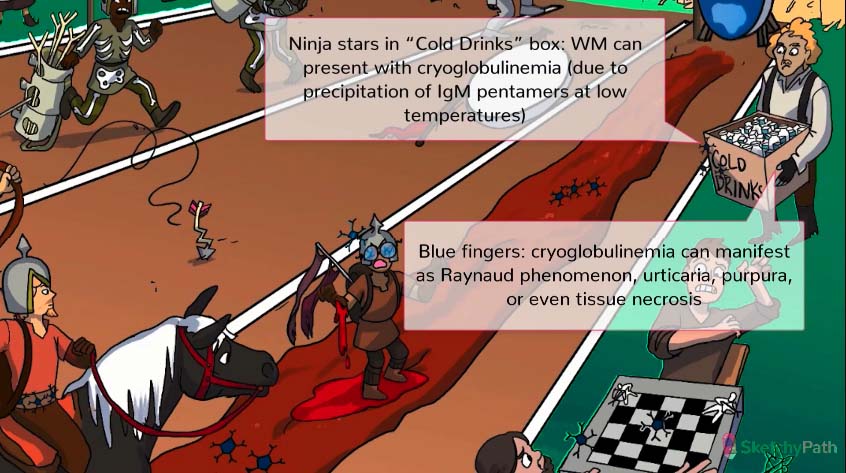 Ninja stars in “Cold Drinks” box: WM can
present with cryoglobulinemia (due to
precipitation of IgM pentamers at low
temperatures)
COLD
DRINKS
Blue fingers: cryoglobulinemia can manifest
as Raynaud phenomenon, urticaria, purpura,
or even tissue necrosis
SketchyPath